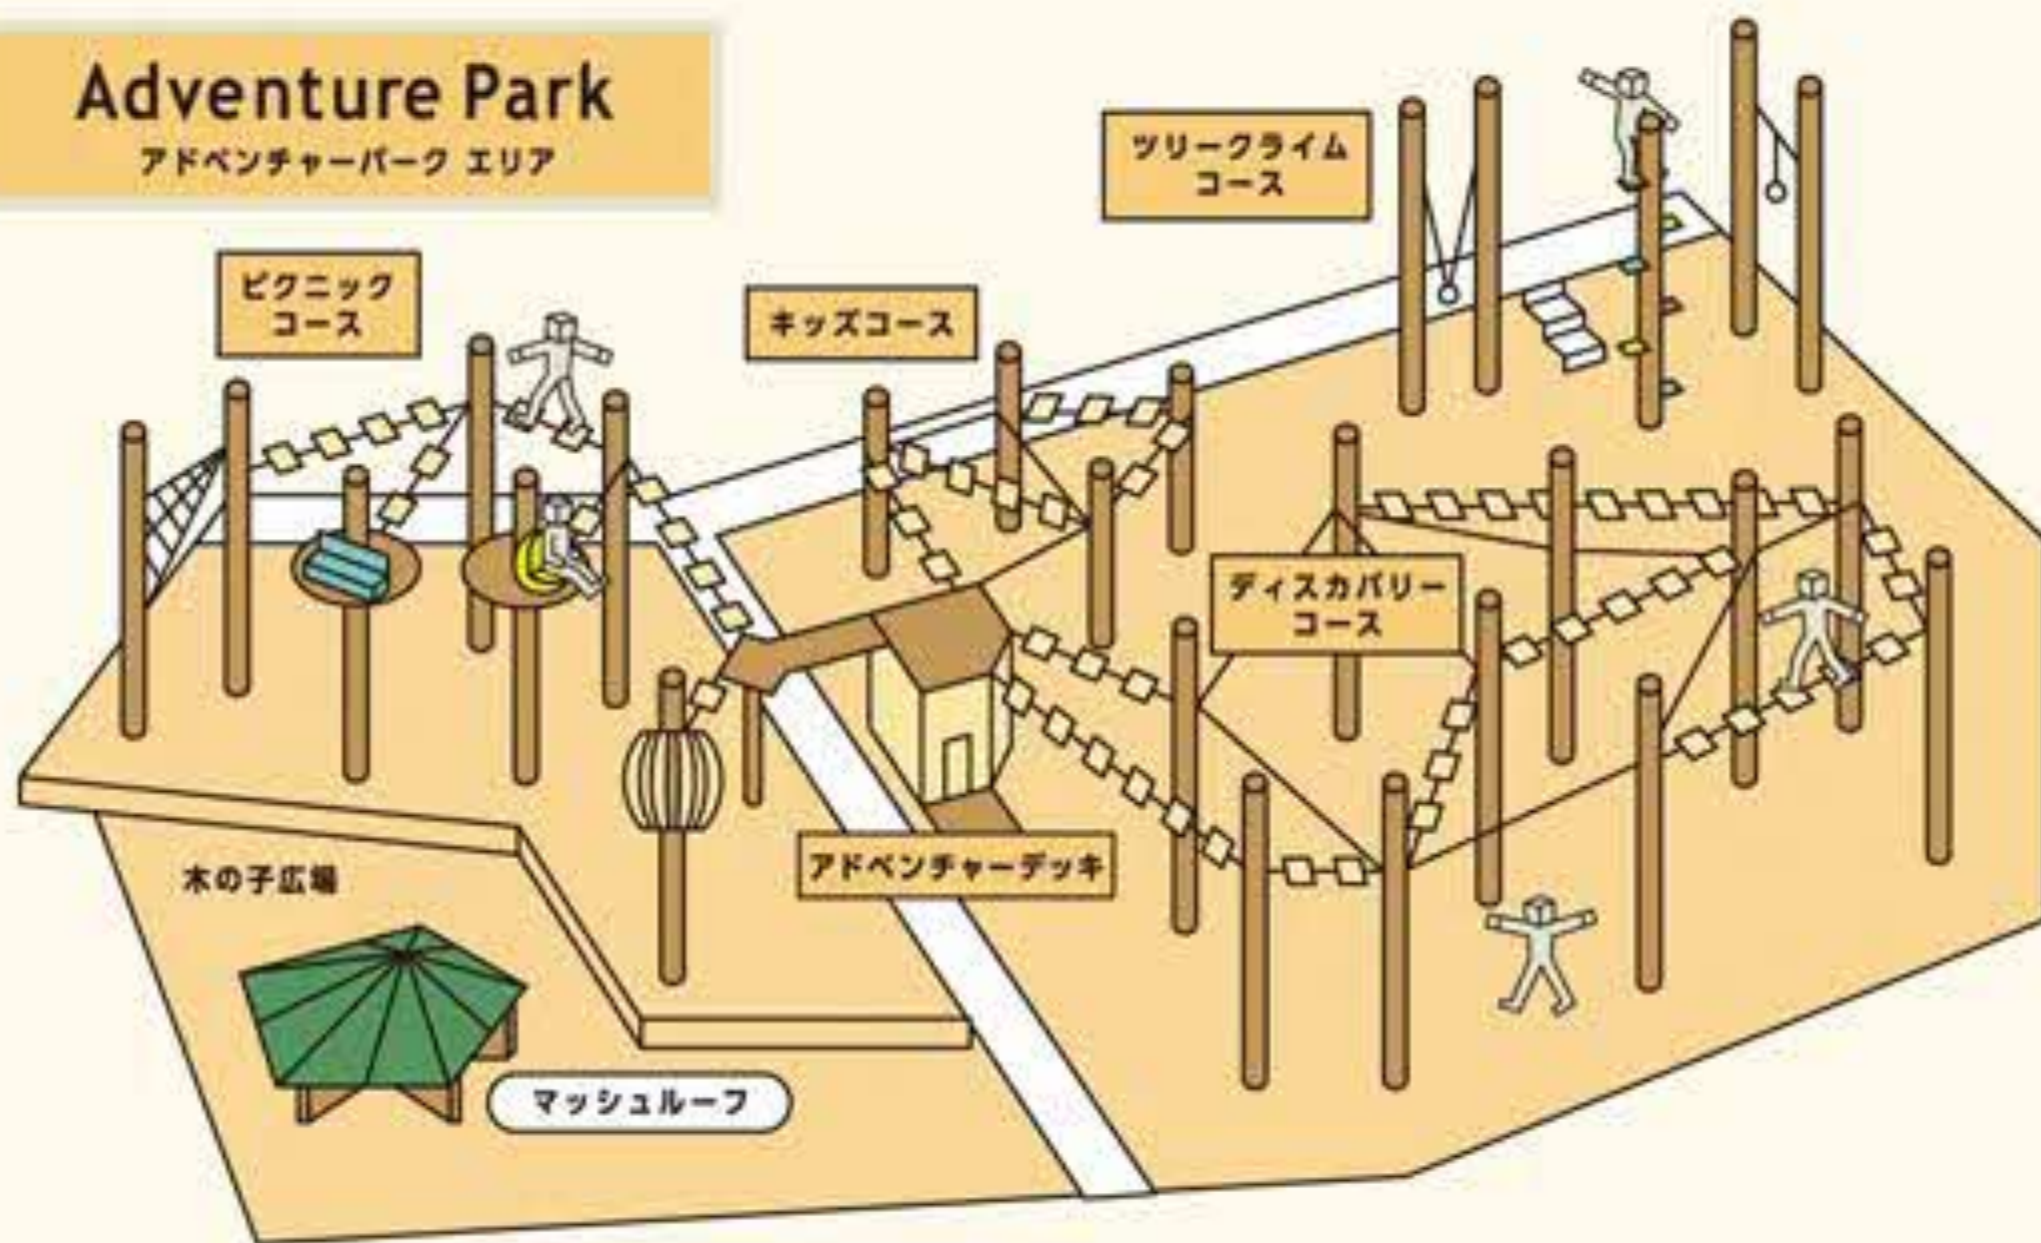 Adventure Park
アドベンチャーパーク エリア
ツリークライム
コース
ピクニック
コース
キッズコース
ディスカバリー
コース
アドベンチャーデッキ
木の子広場
マッシュルーフ